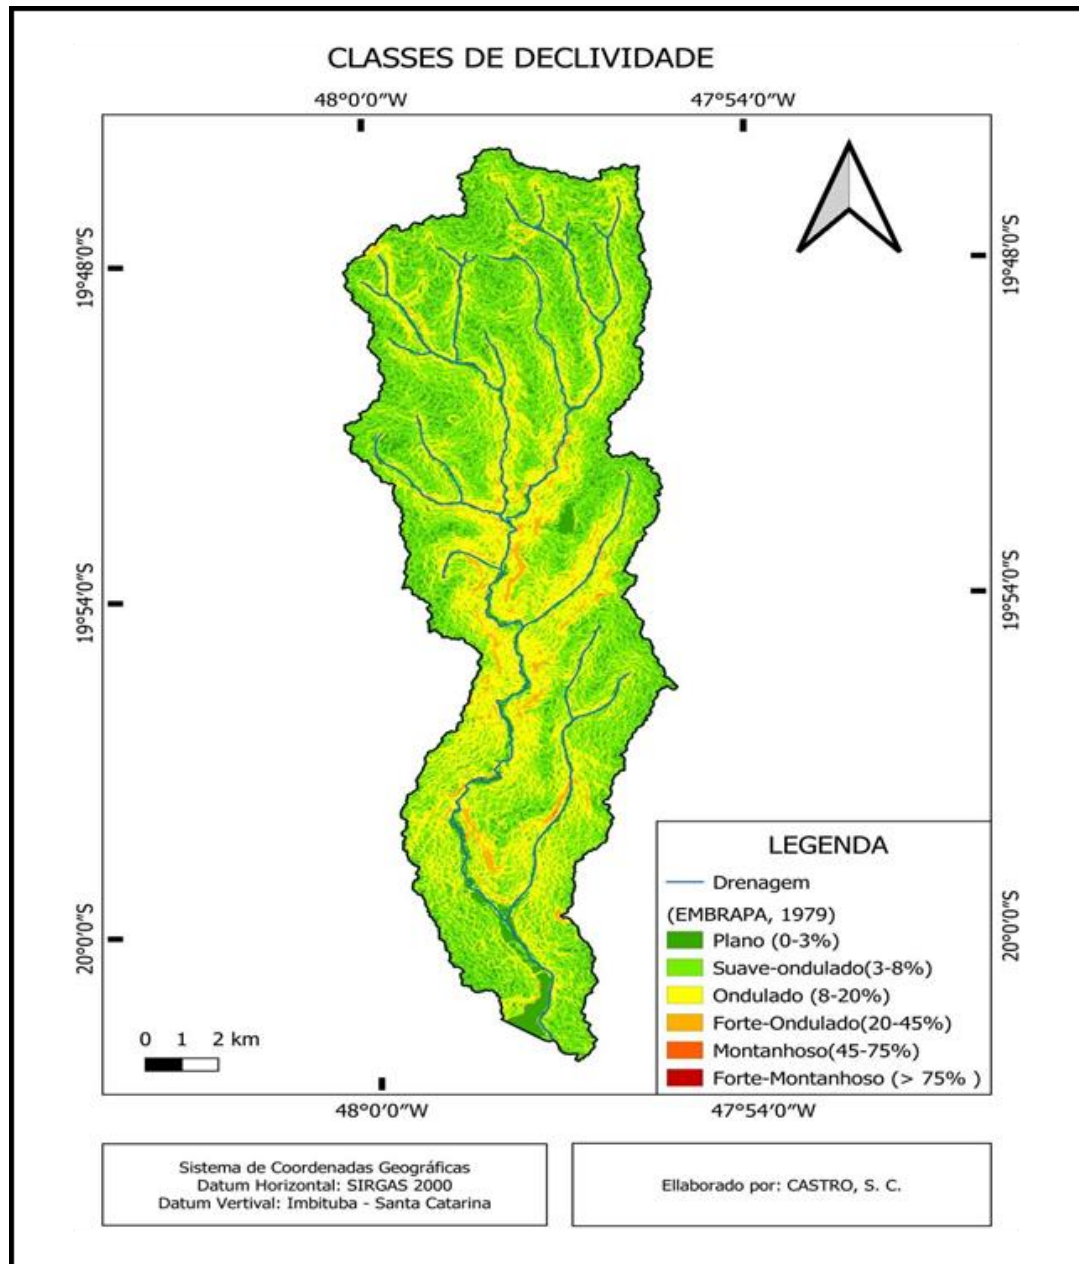 CLASSES DE DECLIVIDADE
48°0'0"W
47°54'0"W
19°48'0"S
19°48'0"S
19°54'0"S
19°54'0"S
20°0'0"S
20°0'0"S
LEGENDA
Drenagem
(EMBRAPA, 1979)
Plano (0-3%)
Suave-ondulado(3-8%)
Ondulado (8-20%)
Forte-Ondulado(20-45%)
Montanhoso(45-75%)
Forte-Montanhoso (> 75% )
0 1 2 km
48°0'0"W
47°54'0"W
Sistema de Coordenadas Geográficas
Datum Horizontal: SIRGAS 2000
Datum Vertival: Imbituba - Santa Catarina
Ellaborado por: CASTRO, S. C.